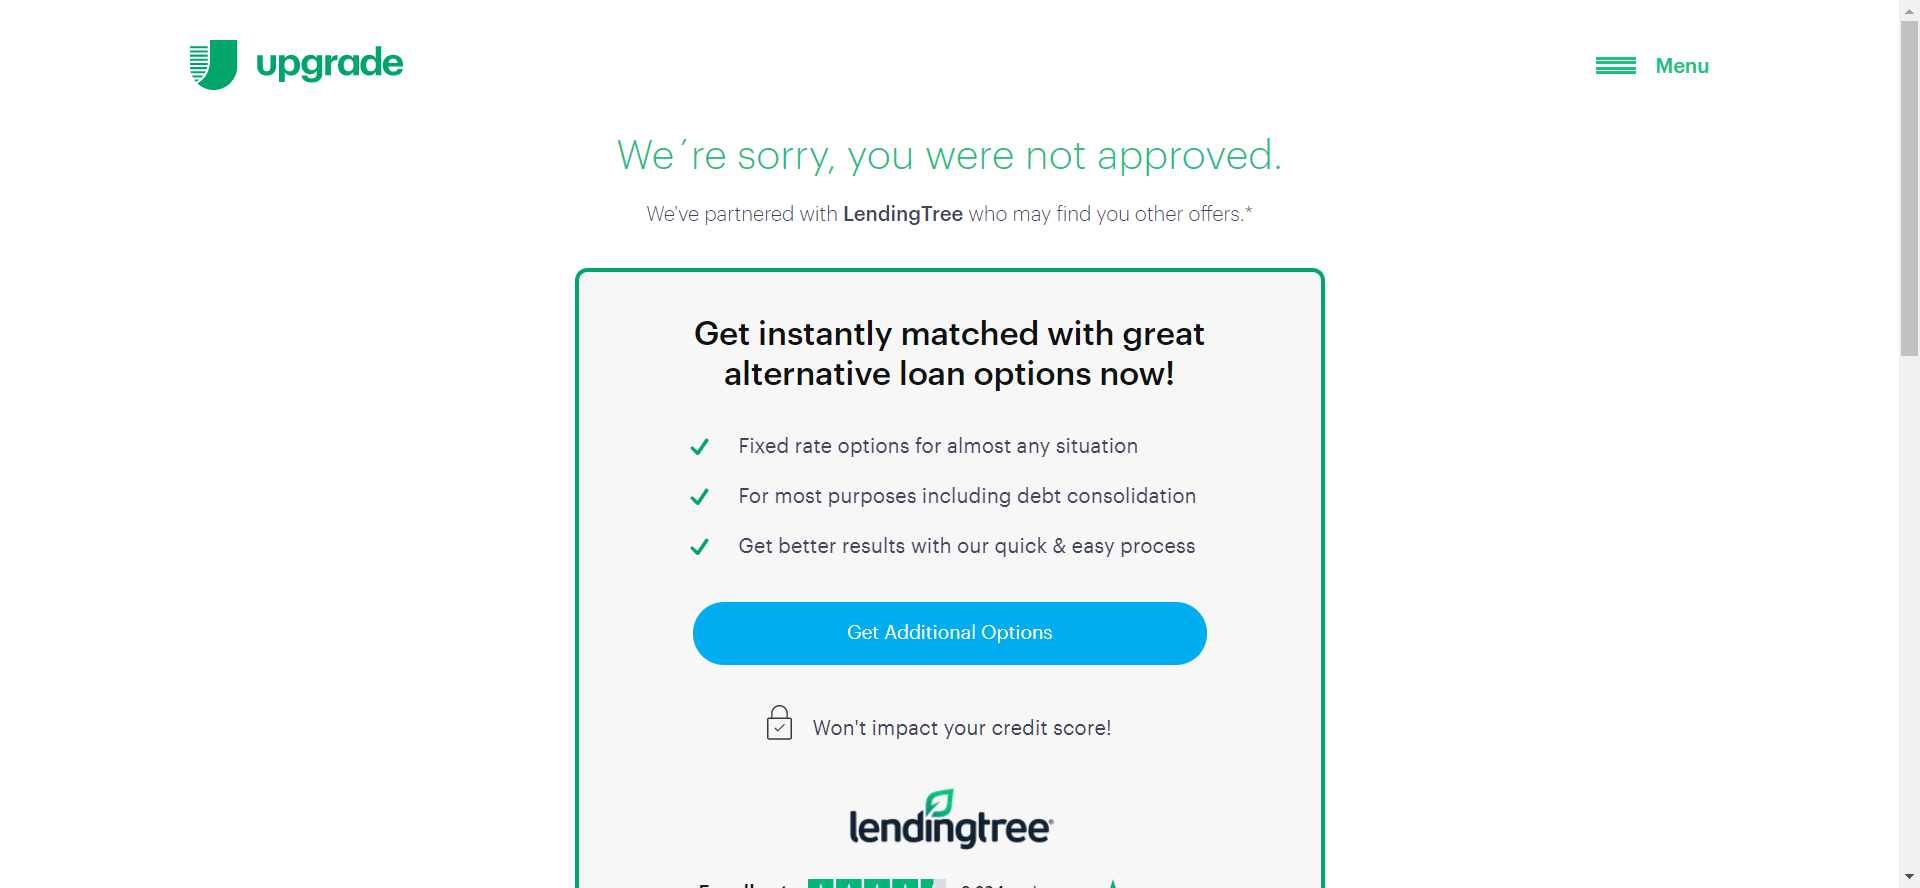 upgrade
Menu
We´re sorry, you were not approved.
We've partnered with LendingTree who may find you other offers.*
Get instantly matched with great
alternative loan options now!
Fixed rate options for almost any situation
For most purposes including debt consolidation
Get better results with our quick & easy process
Get Additional Options
Won't impact your credit score!
lendingtree®